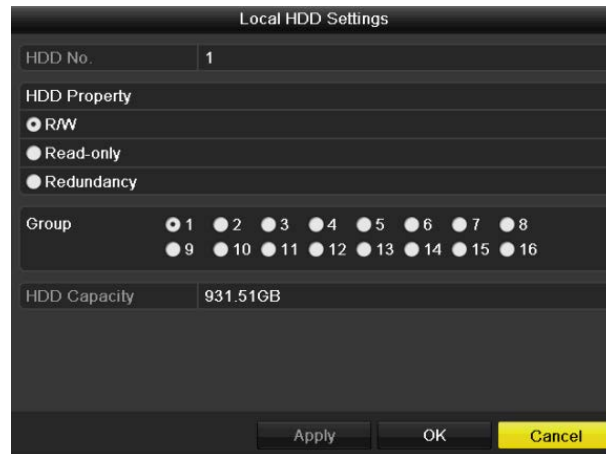 Local HDD Settings
HDD No. 1
HDD Property
R/W
Read-only
Redundancy
Group 1 2 3 4 5 6 7 8
9 10 11 12 13 14 15 16
HDD Capacity 931.51GB
Apply OK Cancel